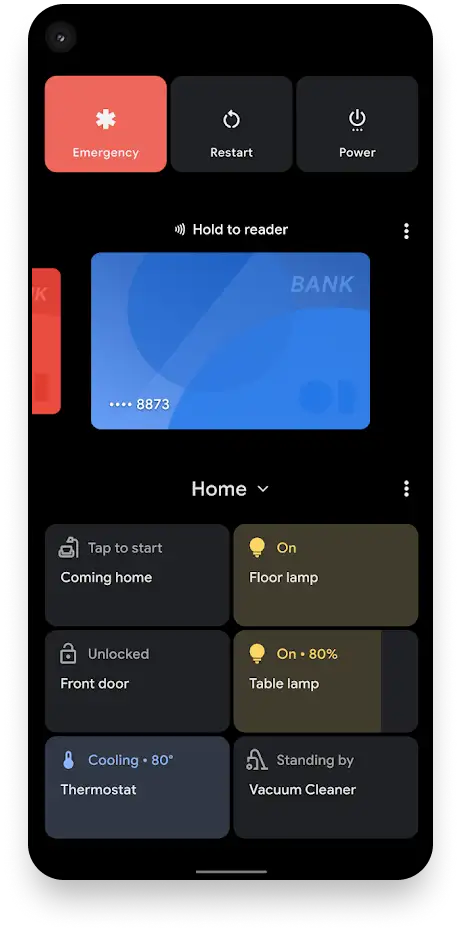 Emergency
Restart
Power
Hold to reader
BANK
•••• 8873
Home
Tap to start
Coming home
On
Floor lamp
Unlocked
Front door
On • 80%
Table lamp
Cooling • 80°
Thermostat
Standing by
Vacuum Cleaner